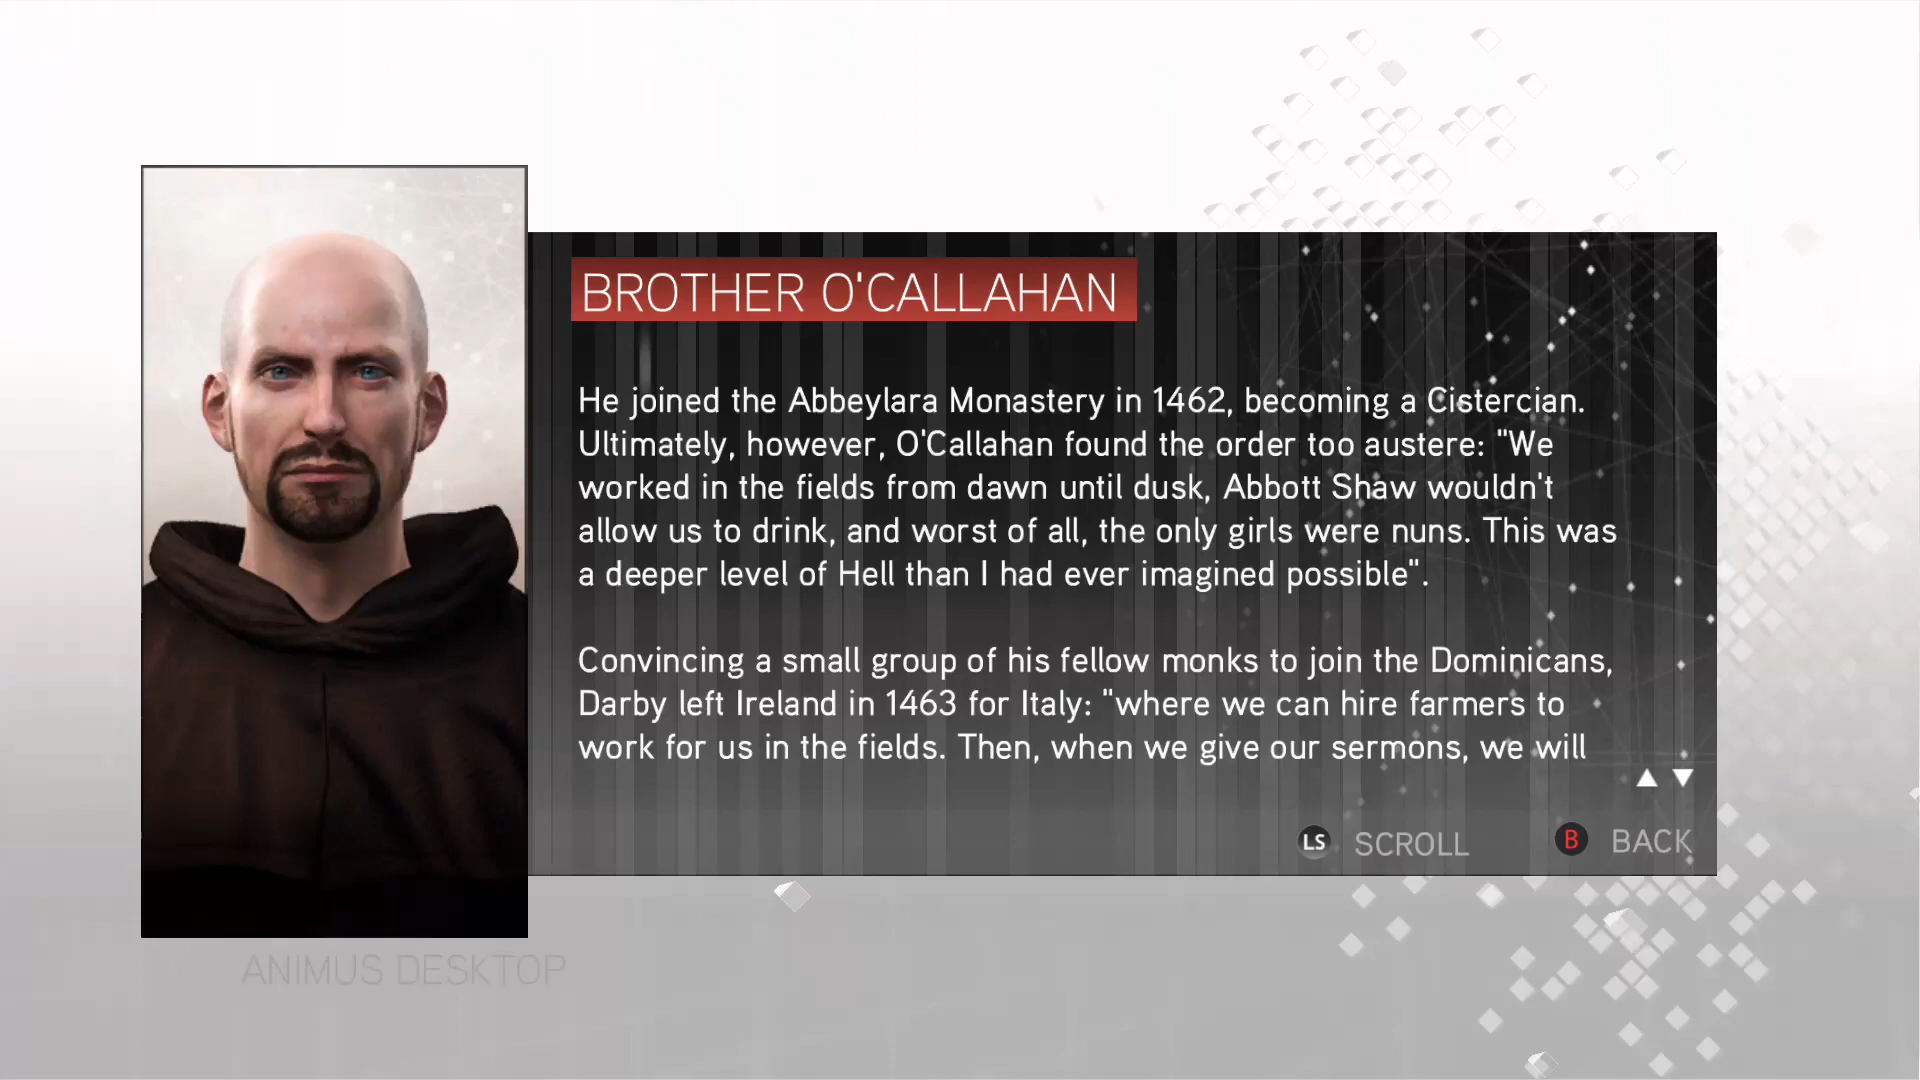 BROTHER O'CALLAHAN
He joined the Abbeylara Monastery in 1462, becoming a Cistercian.
Ultimately, however, O'Callahan found the order too austere: "We
worked in the fields from dawn until dusk, Abbott Shaw wouldn't
allow us to drink, and worst of all, the only girls were nuns. This was
a deeper level of Hell than I had ever imagined possible".
Convincing a small group of his fellow monks to join the Dominicans,
Darby left Ireland in 1463 for Italy: "where we can hire farmers to
work for us in the fields. Then, when we give our sermons, we will
LS SCROLL B BACK
ANIMUS DESKTOP